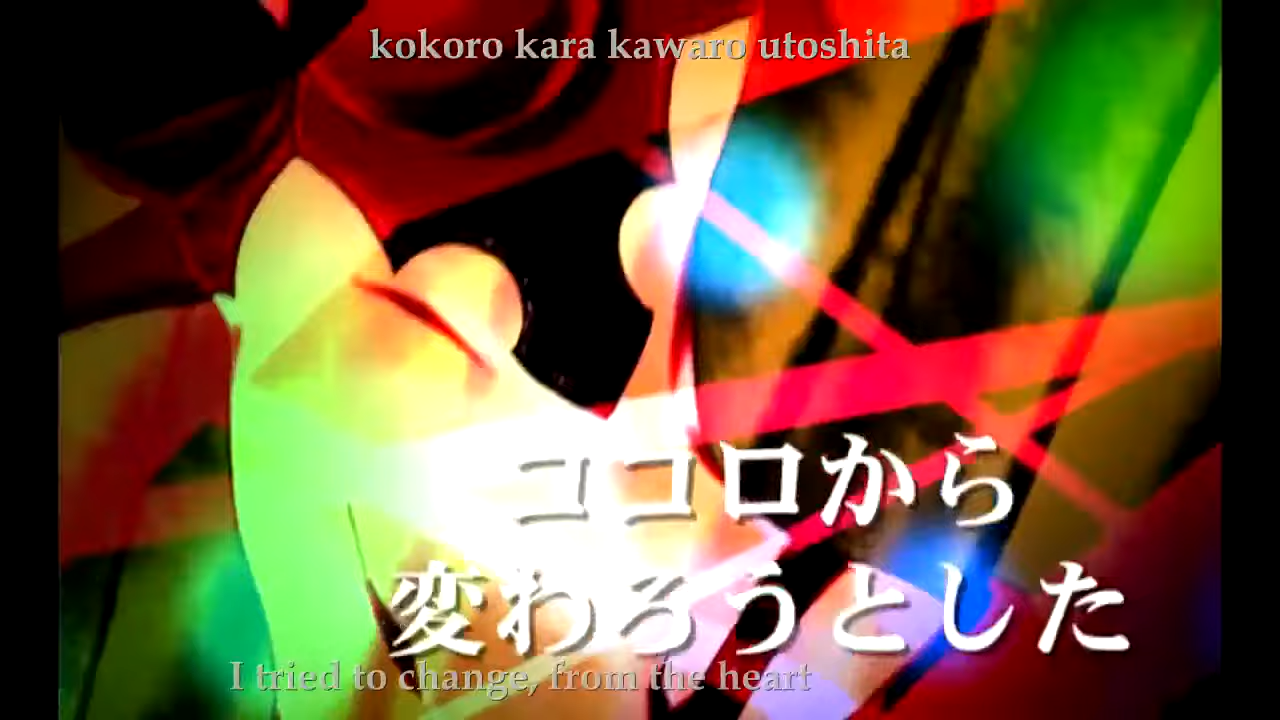 kokoro kara kawaro utoshita
ココロから
変わろうとした
I tried to change, from the heart